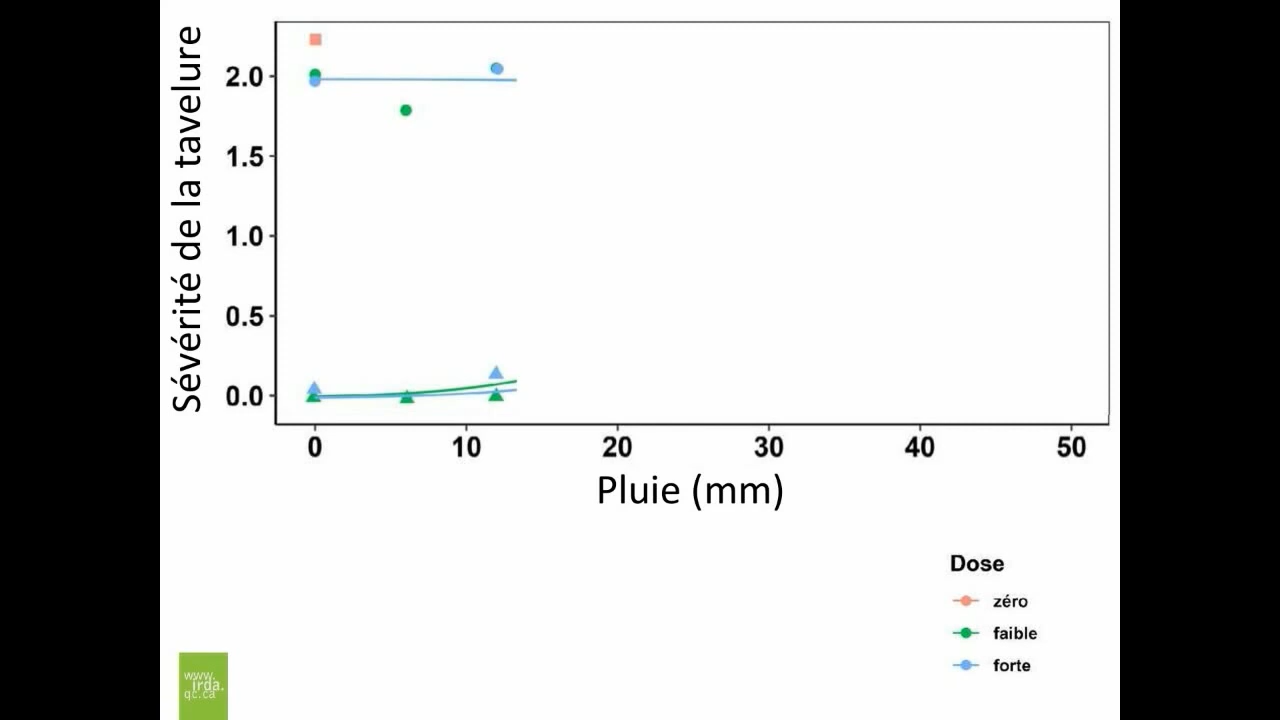 Sévérité de la tavelure
2.0
1.5
1.0
0.5
0.0
0 10 20 30 40 50
Pluie (mm)
Dose
zéro
faible
forte
www.
irda.
qc.ca